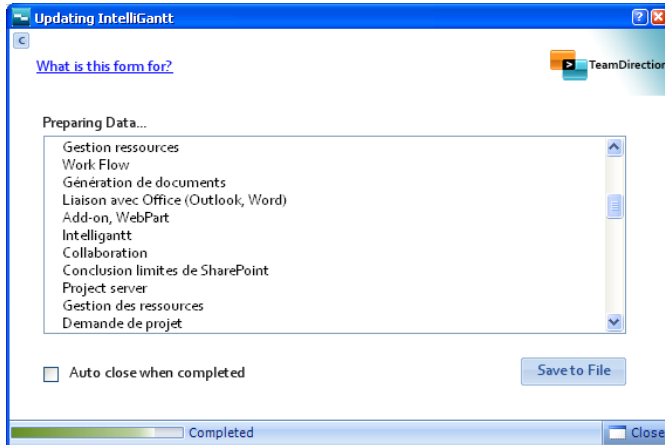 Updating IntelliGantt
C
What is this form for?
TeamDirection
Preparing Data...
Gestion ressources
Work Flow
Génération de documents
Liaison avec Office (Outlook, Word)
Add-on, WebPart
Intelligantt
Collaboration
Conclusion limites de SharePoint
Project server
Gestion des ressources
Demande de projet
Auto close when completed
Save to File
Completed
Close